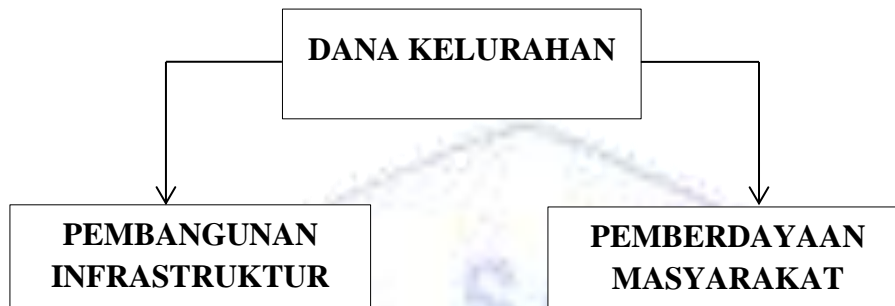 DANA KELURAHAN
PEMBANGUNAN
INFRASTRUKTUR
PEMBERDAYAAN
MASYARAKAT